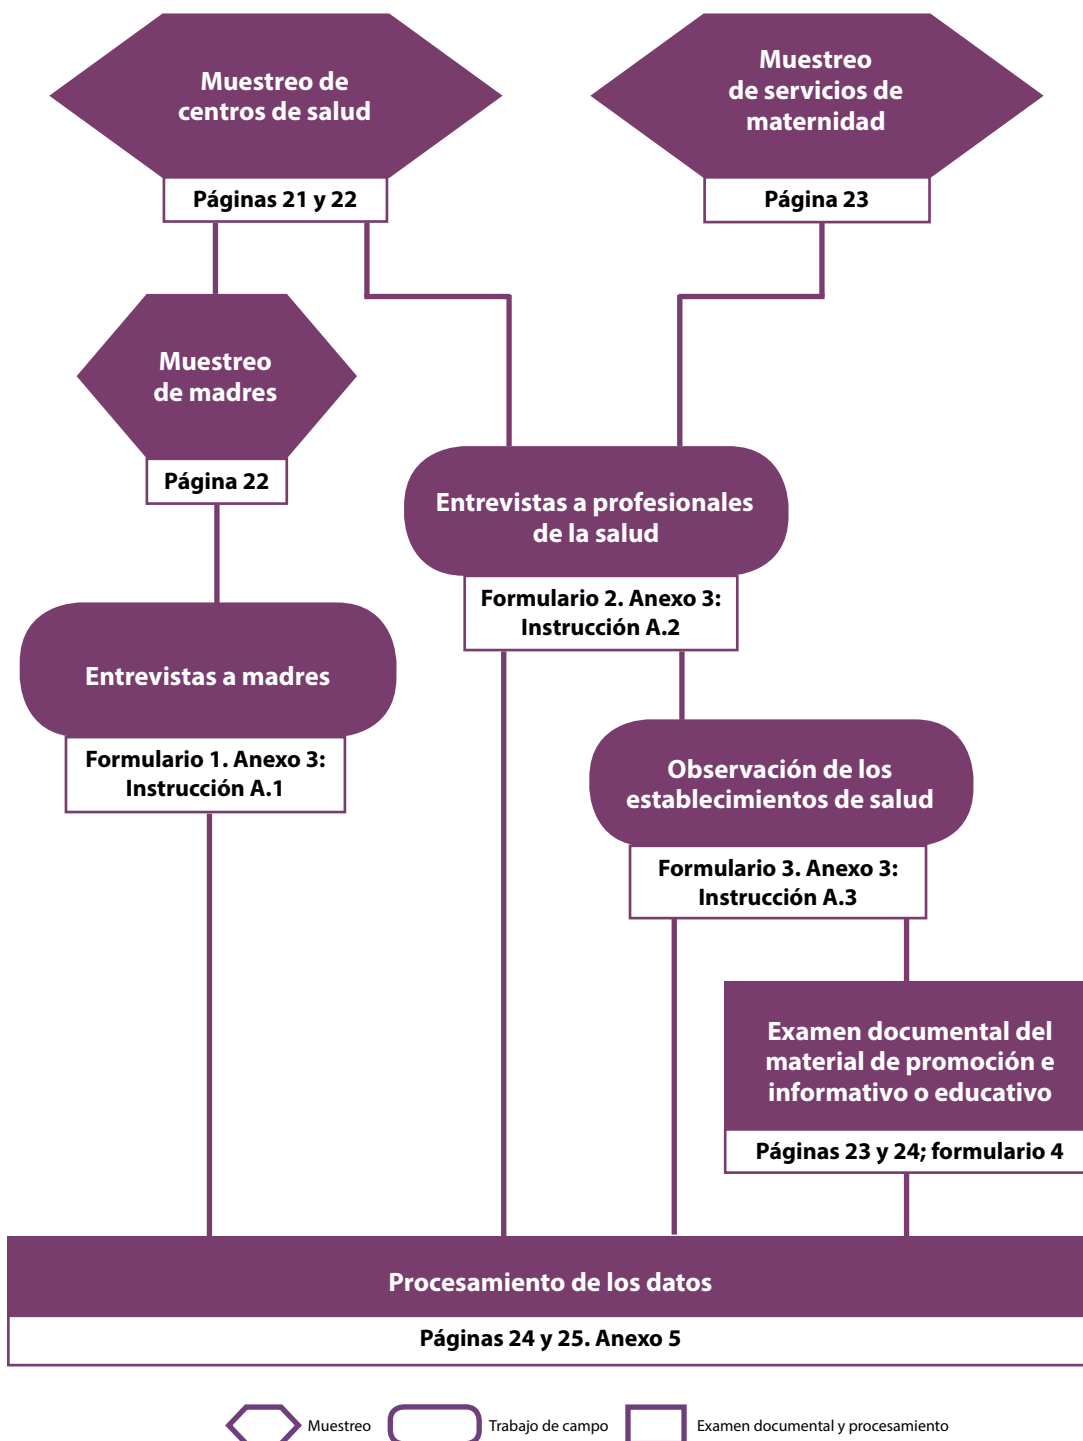 Muestreo de
centros de salud
Páginas 21 y 22
Muestreo
de servicios de
maternidad
Página 23
Muestreo
de madres
Página 22
Entrevistas a profesionales
de la salud
Formulario 2. Anexo 3:
Instrucción A.2
Entrevistas a madres
Formulario 1. Anexo 3:
Instrucción A.1
Observación de los
establecimientos de salud
Formulario 3. Anexo 3:
Instrucción A.3
Examen documental del
material de promoción e
informativo o educativo
Páginas 23 y 24; formulario 4
Procesamiento de los datos
Páginas 24 y 25. Anexo 5
Muestreo
Trabajo de campo
Examen documental y procesamiento